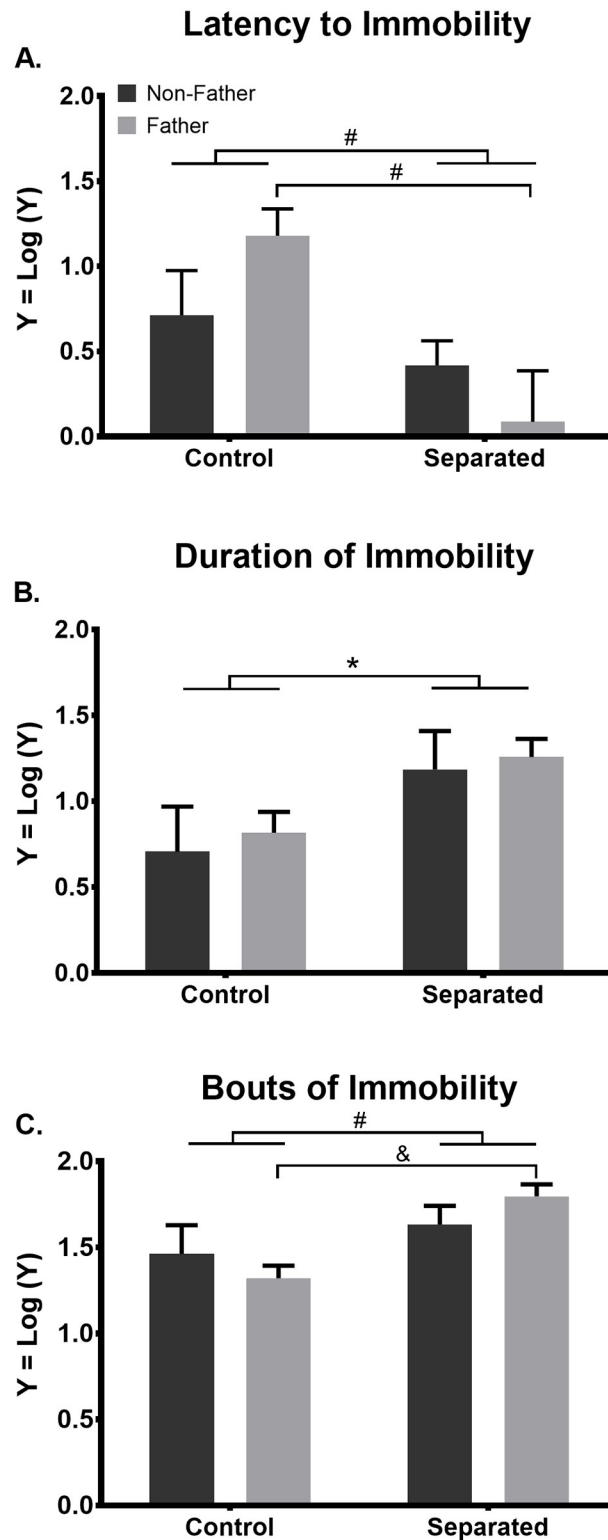 Latency to Immobility
A.
Non-Father
Father
Y = Log (Y)
2.0
1.5
1.0
0.5
0.0
#
#
Control
Separated
Duration of Immobility
B.
Y = Log (Y)
2.0
1.5
1.0
0.5
0.0
*
Control
Separated
Bouts of Immobility
C.
Y = Log (Y)
2.0
1.5
1.0
0.5
0.0
#
&
Control
Separated